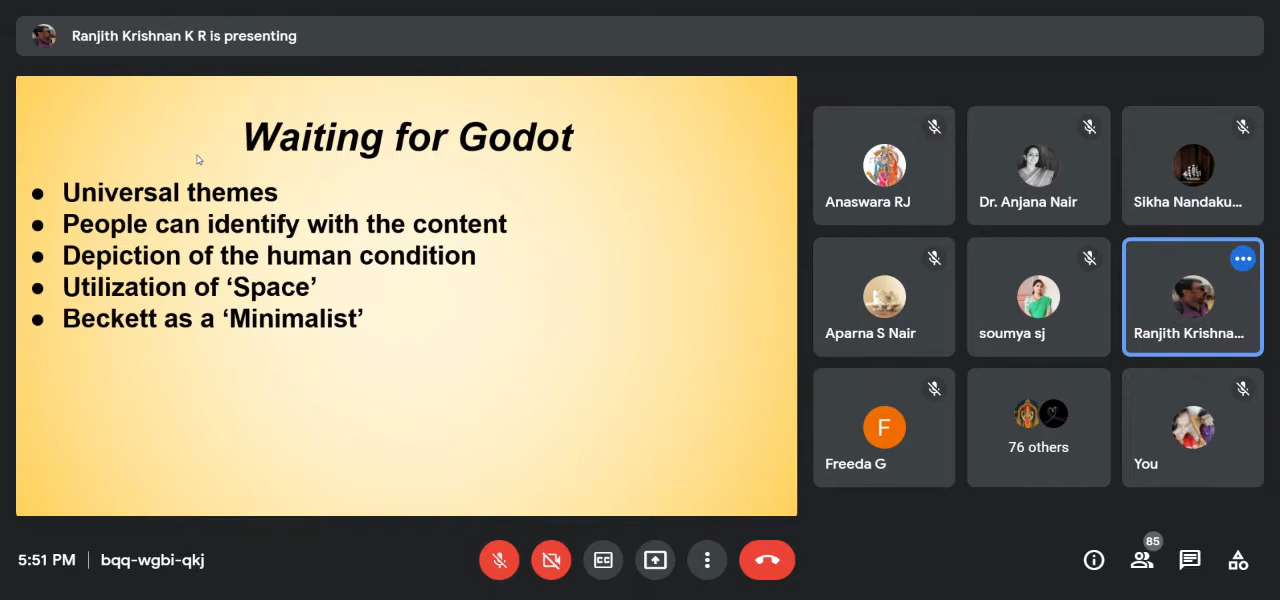 Ranjith Krishnan K R is presenting
Waiting for Godot
● Universal themes
● People can identify with the content
● Depiction of the human condition
● Utilization of ‘Space’
● Beckett as a ‘Minimalist’
Anaswara RJ
Dr. Anjana Nair
Sikha Nandaku...
Aparna S Nair
soumya sj
Ranjith Krishna...
F
Freeda G
76 others
You
5:51 PM | bqq-wgbi-qkj
CC
85